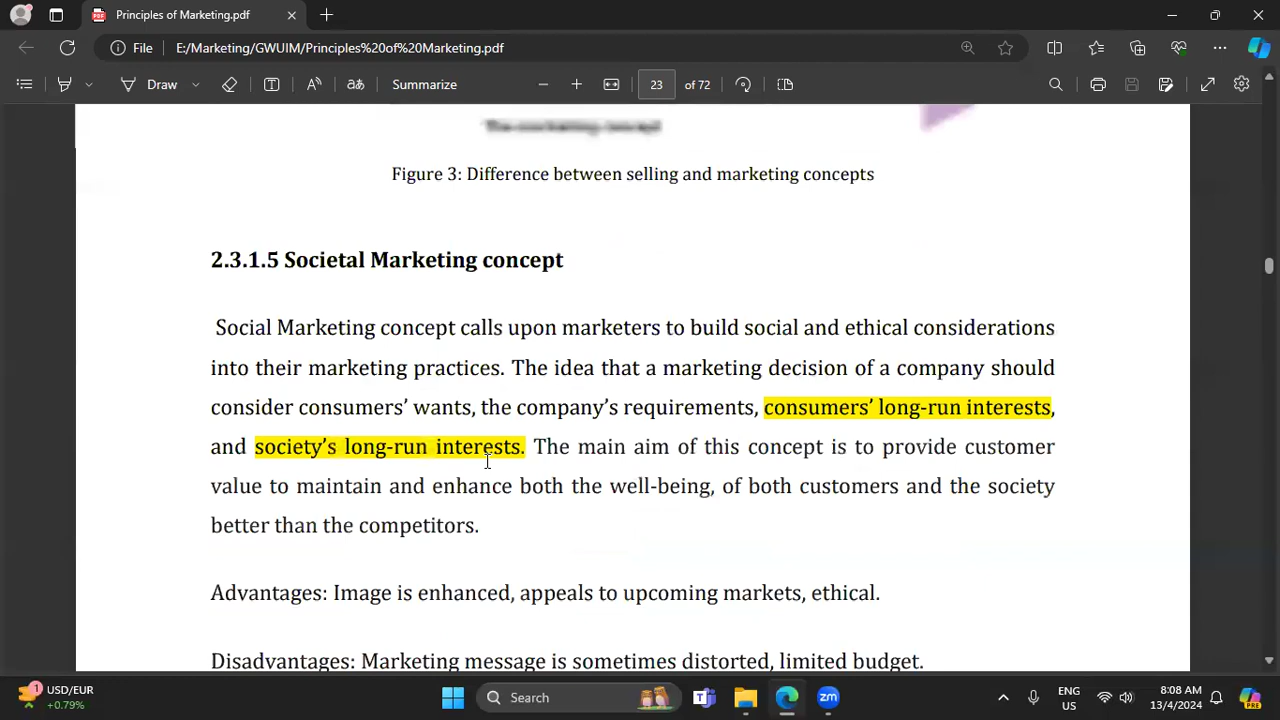 Principles of Marketing.pdf
File E:/Marketing/GWUIM/Principles%20of%20Marketing.pdf
Draw Summarize 23 of 72
The marketing concept
Figure 3: Difference between selling and marketing concepts
2.3.1.5 Societal Marketing concept
Social Marketing concept calls upon marketers to build social and ethical considerations
into their marketing practices. The idea that a marketing decision of a company should
consider consumers’ wants, the company’s requirements, consumers’ long-run interests,
and society’s long-run interests. The main aim of this concept is to provide customer
value to maintain and enhance both the well-being, of both customers and the society
better than the competitors.
Advantages: Image is enhanced, appeals to upcoming markets, ethical.
Disadvantages: Marketing message is sometimes distorted, limited budget.
1 USD/EUR
+0.79%
Search
zm
ENG
US
8:08 AM
13/4/2024
PRE